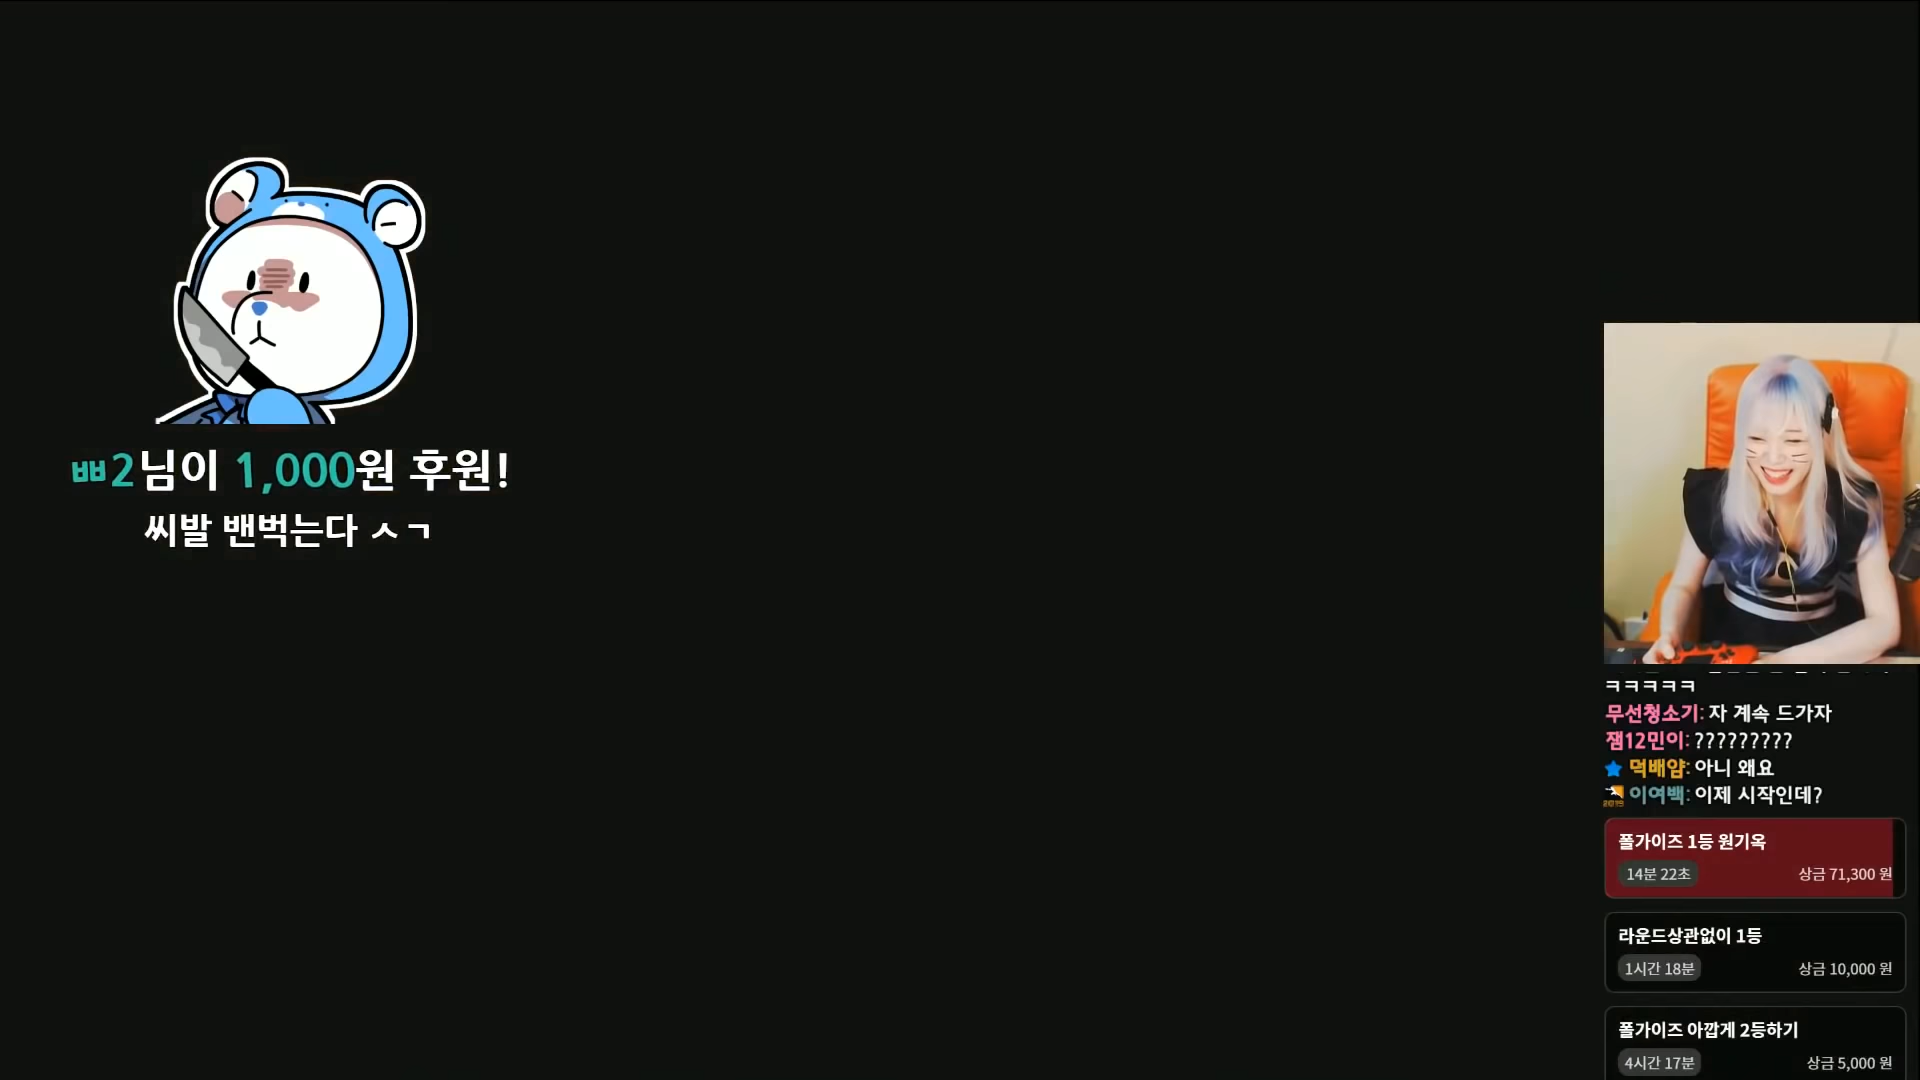 ㅃ2님이 1,000원 후원!
씨발 밴벅는다 ㅅㄱ
ㅋㅋㅋㅋㅋ
무선청소기: 자 계속 드가자
잼12민이: ?????????
덕배얌: 아니 왜요
2019 이여백: 이제 시작인데?
폴가이즈 1등 원기옥
14분 22초 상금 71,300 원
라운드상관없이 1등
1시간 18분 상금 10,000 원
폴가이즈 아깝게 2등하기
4시간 17분 상금 5,000 원